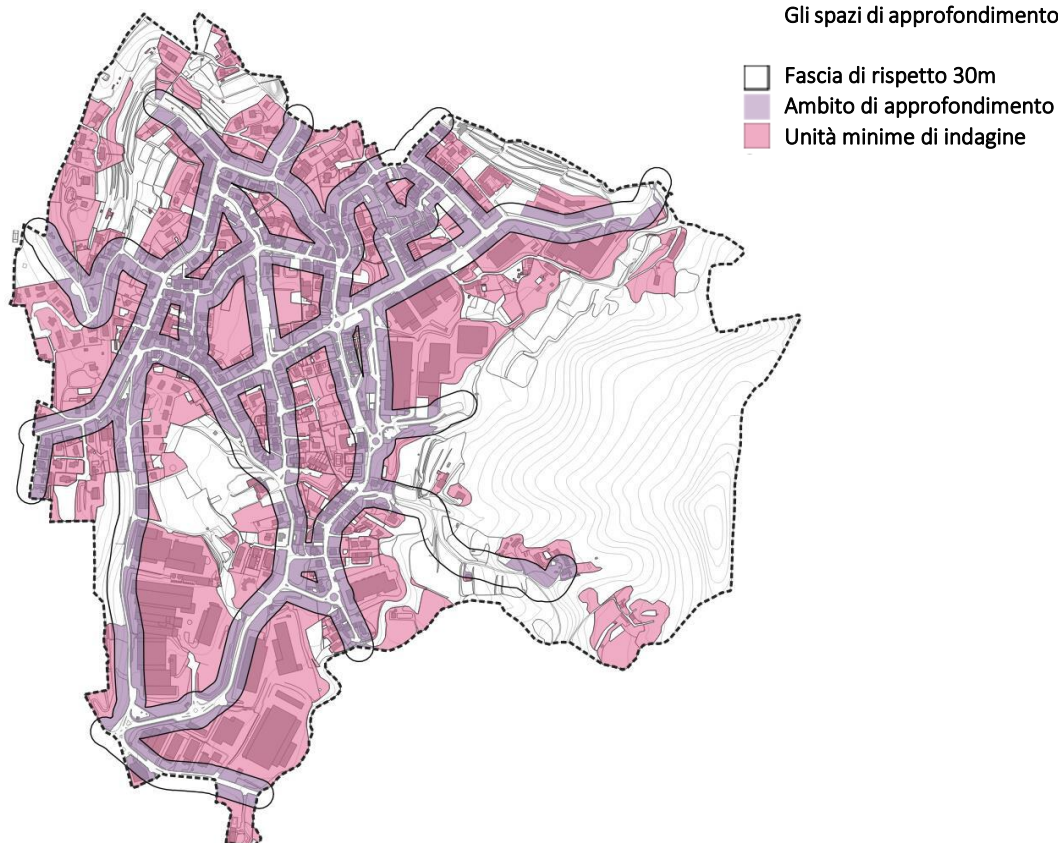 Gli spazi di approfondimento
Fascia di rispetto 30m
Ambito di approfondimento
Unità minime di indagine